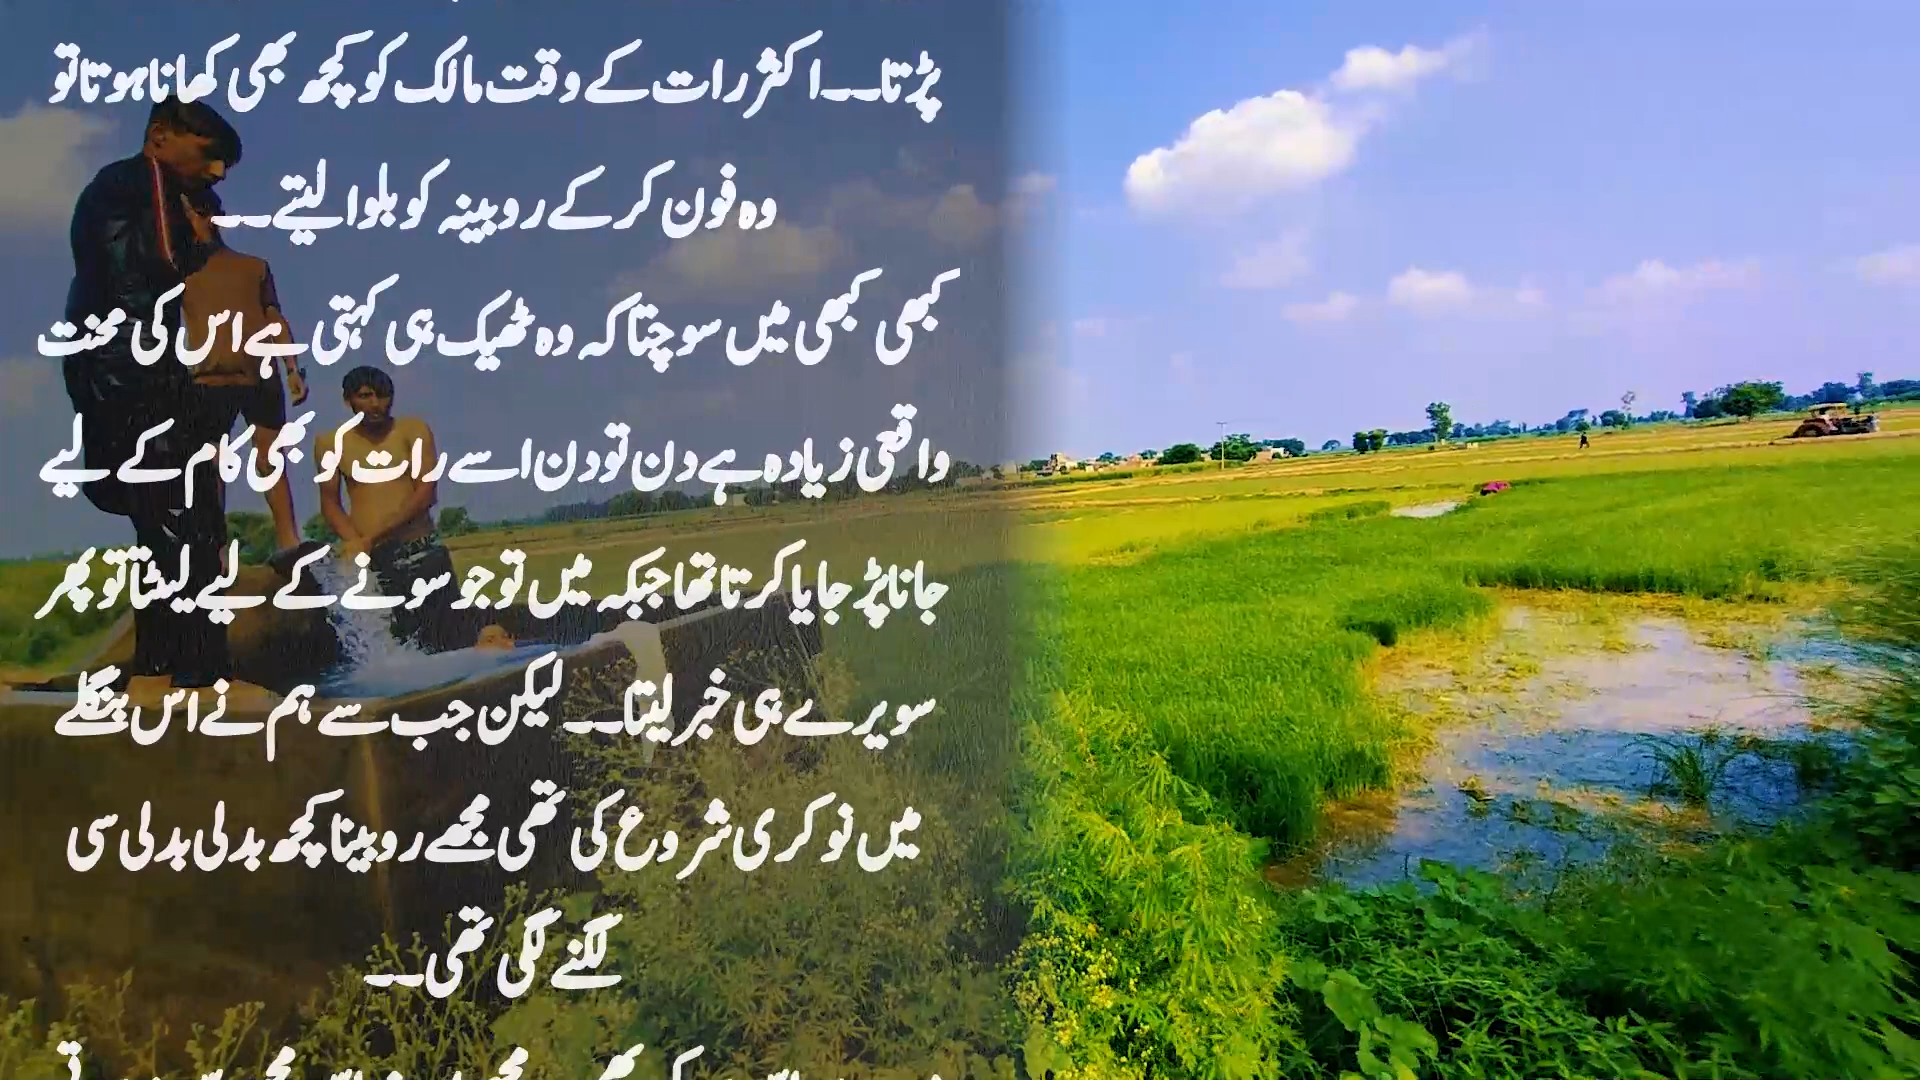 پڑتا۔۔اکثر رات کے وقت مالک کو کچھ بھی کھانا ہوتا تو
وہ فون کر کے روبینہ کو بلوا لیتے۔۔
کبھی کبھی میں سوچتا کہ وہ ٹھیک ہی کہتی ہے اس کی محنت
واقعی زیادہ ہے دن تو دن اسے رات کو بھی کام کے لیے
جانا پڑ جایا کرتا تھا جبکہ میں تو جو سونے کے لیے لیٹتا تو پھر
سویرے ہی خبر لیتا۔۔ لیکن جب سے ہم نے اس بنگلے
میں نوکری شروع کی تھی مجھے روبینا کچھ بدلی بدلی سی
لگنے لگی تھی۔۔